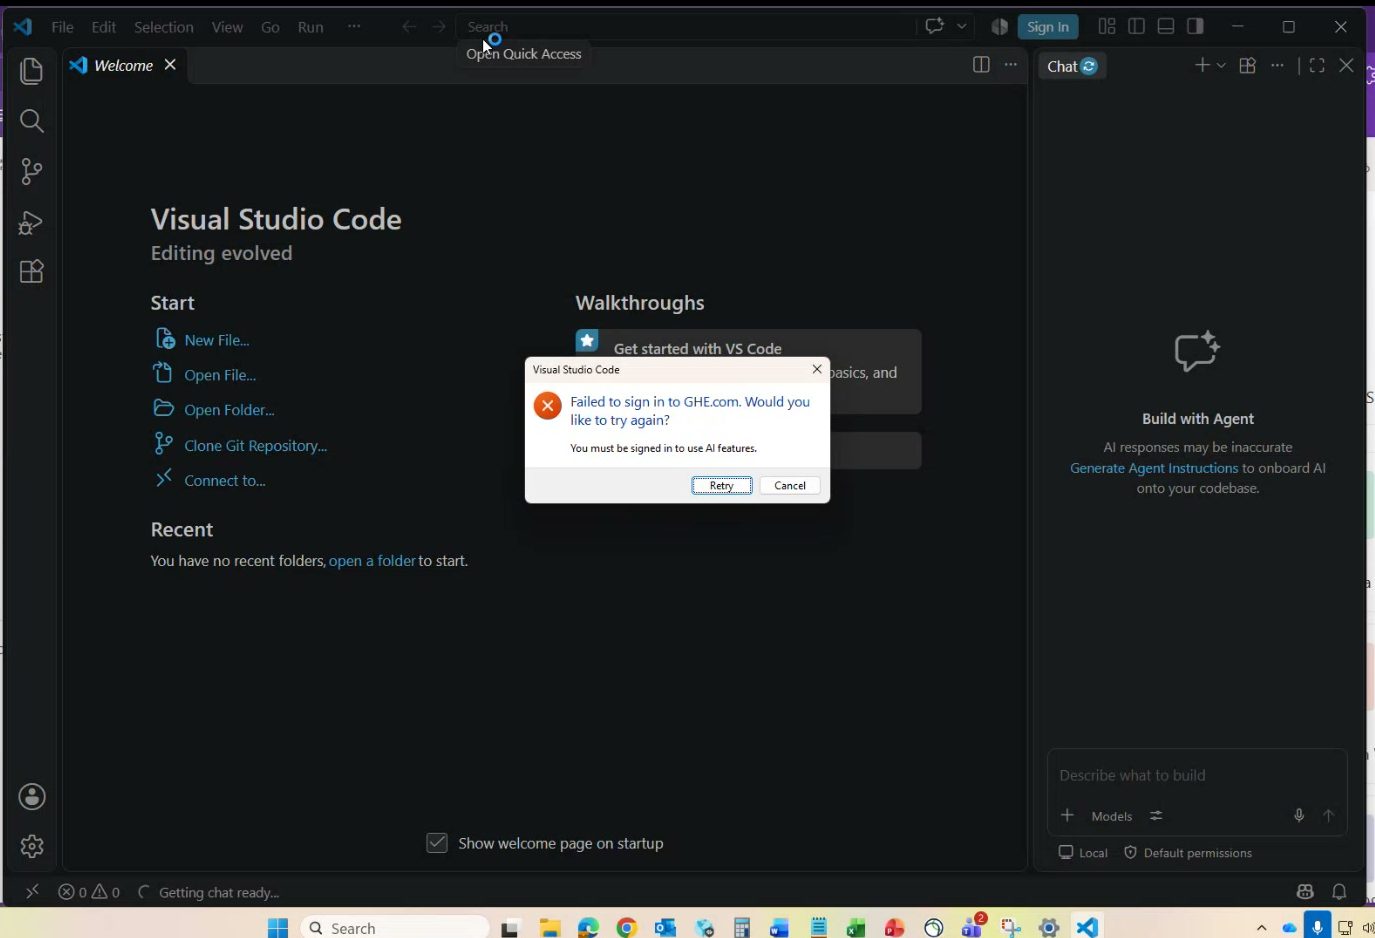 File Edit Selection View Go Run ··· Search Sign In
Open Quick Access
Welcome
Chat
Visual Studio Code
Editing evolved
Start
New File...
Open File...
Open Folder...
Clone Git Repository...
Connect to...
Recent
You have no recent folders, open a folder to start.
Walkthroughs
Get started with VS Code
basics, and
Visual Studio Code
Failed to sign in to GHE.com. Would you
like to try again?
You must be signed in to use AI features.
Retry Cancel
Show welcome page on startup
Build with Agent
AI responses may be inaccurate
Generate Agent Instructions to onboard AI
onto your codebase.
Describe what to build
Models
Local Default permissions
0 0 Getting chat ready...
Search
2